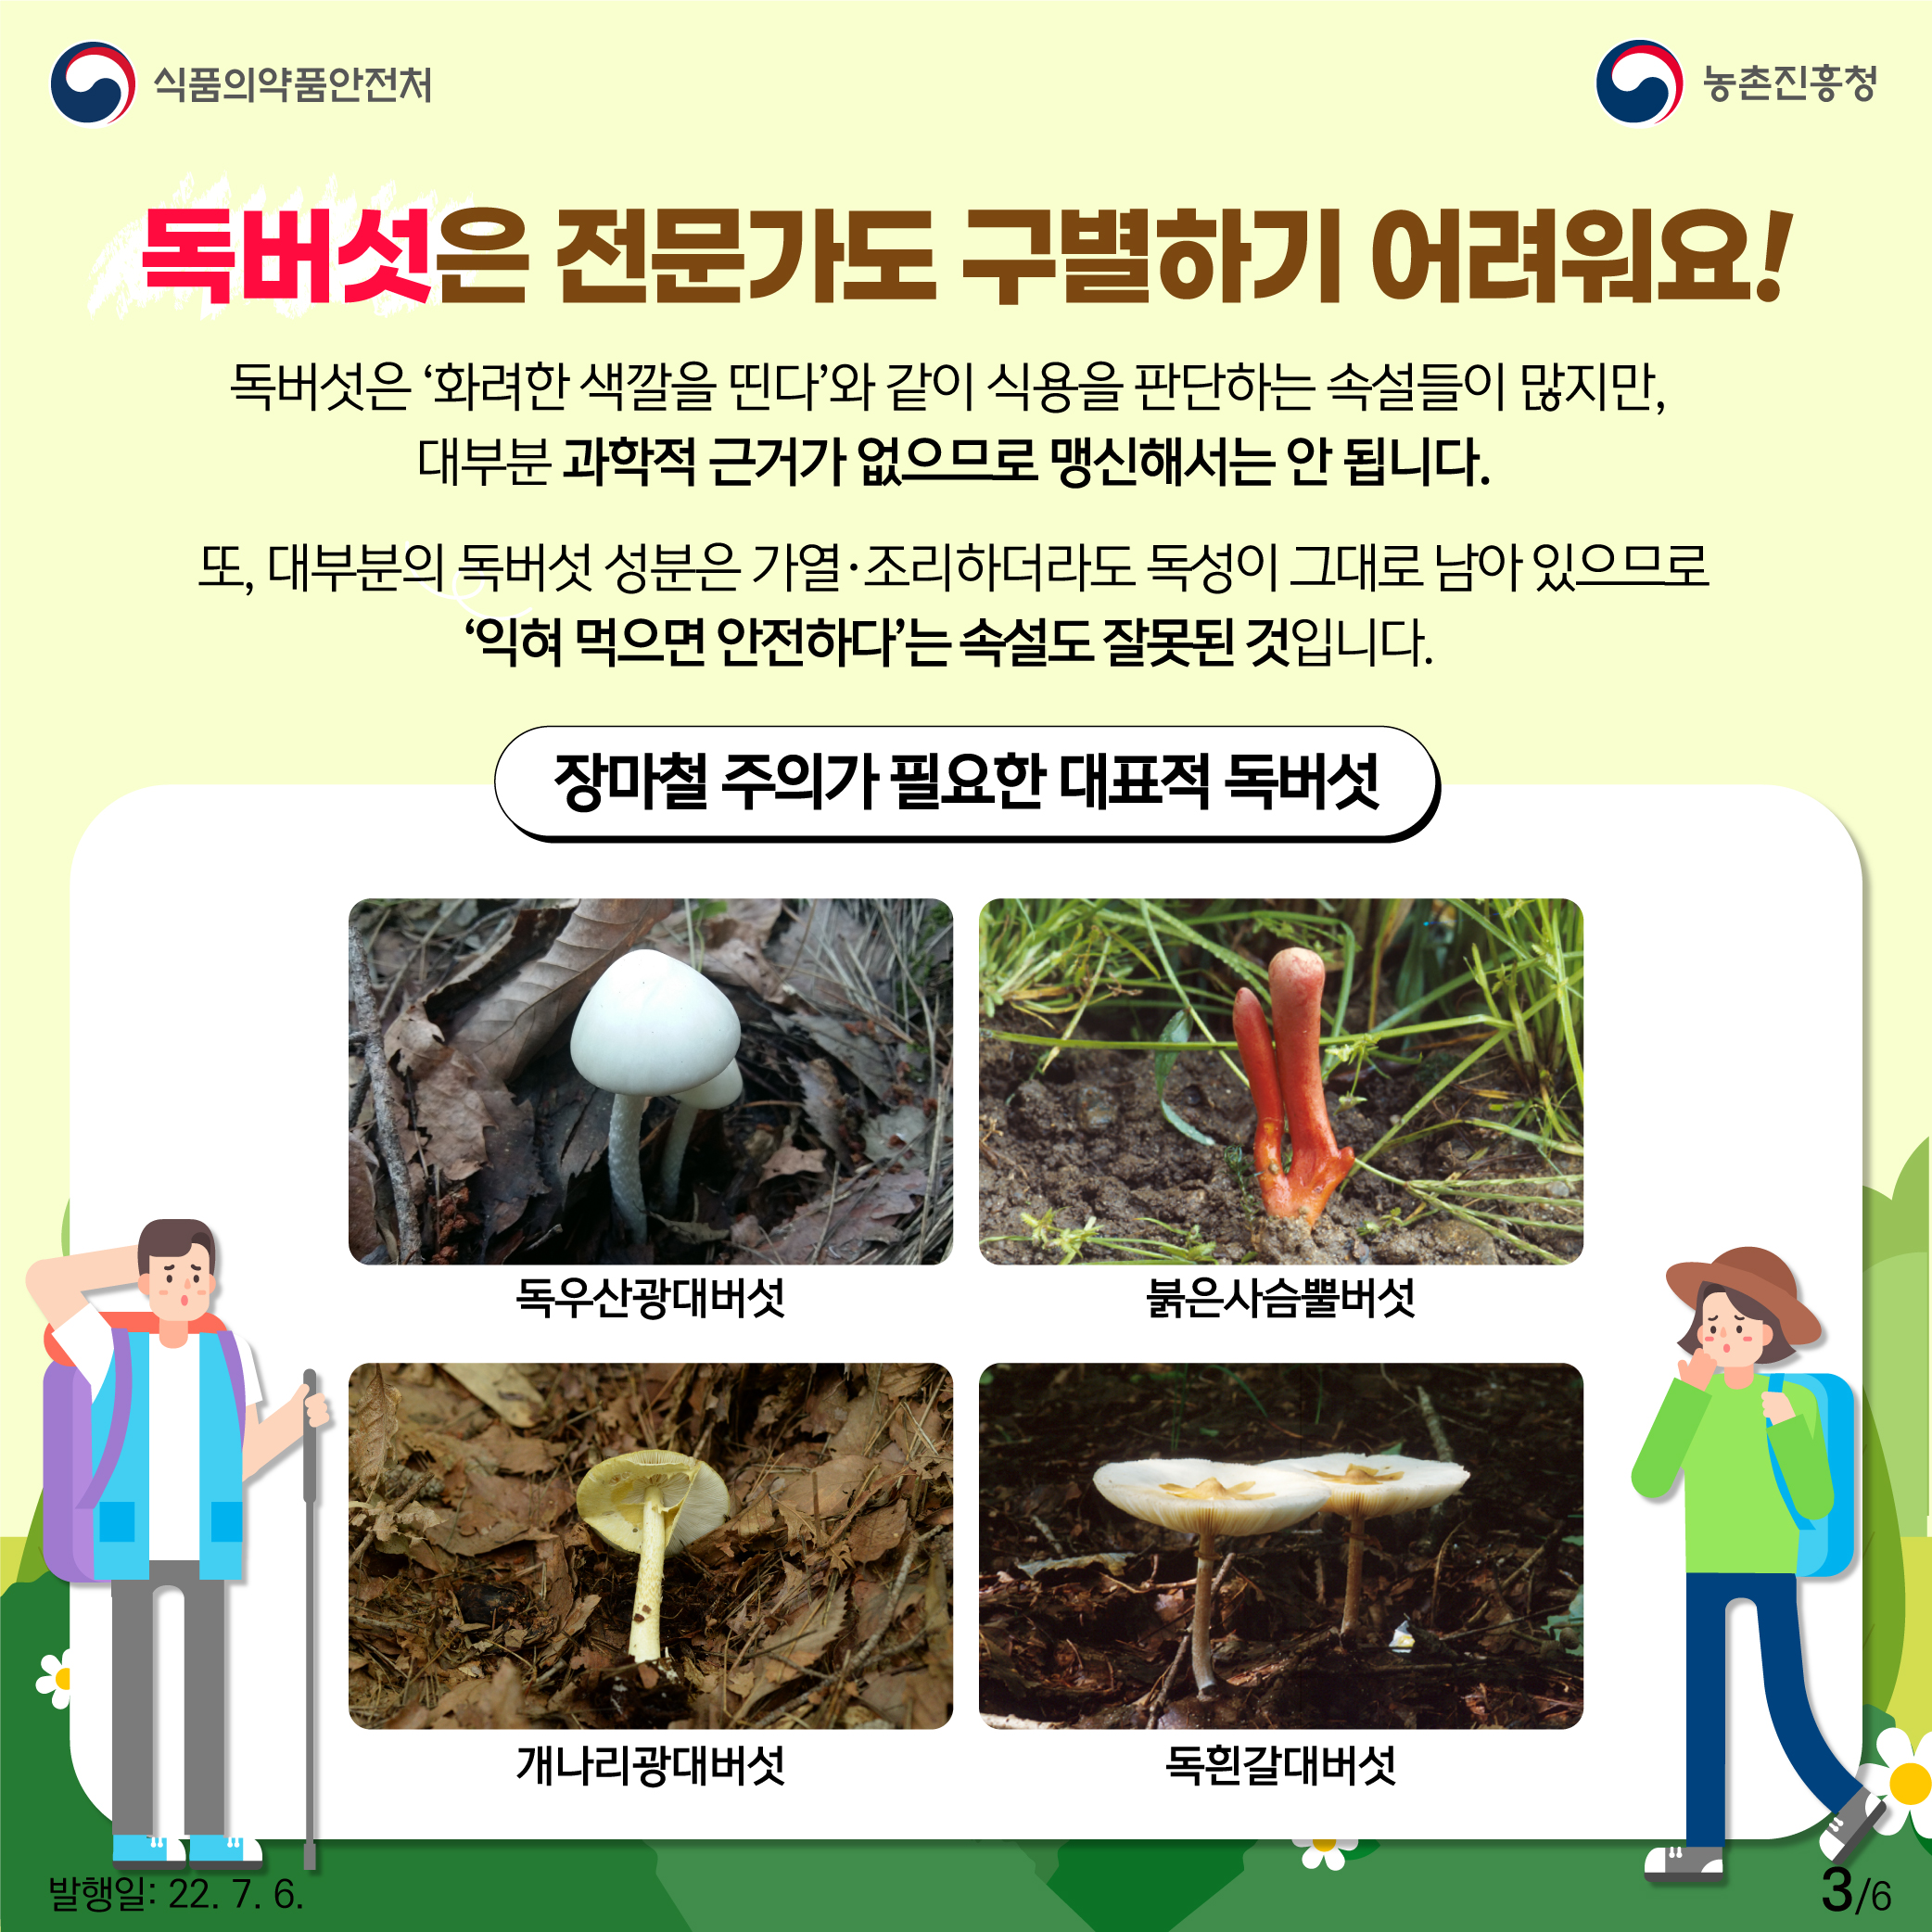 식품의약품안전처
농촌진흥청
독버섯은 전문가도 구별하기 어려워요!
독버섯은 ‘화려한 색깔을 띤다’와 같이 식용을 판단하는 속설들이 많지만,
대부분 과학적 근거가 없으므로 맹신해서는 안 됩니다.
또, 대부분의 독버섯 성분은 가열·조리하더라도 독성이 그대로 남아 있으므로
‘익혀 먹으면 안전하다’는 속설도 잘못된 것입니다.
장마철 주의가 필요한 대표적 독버섯
독우산광대버섯
붉은사슴뿔버섯
개나리광대버섯
독흰갈대버섯
발행일: 22. 7. 6.
3/6